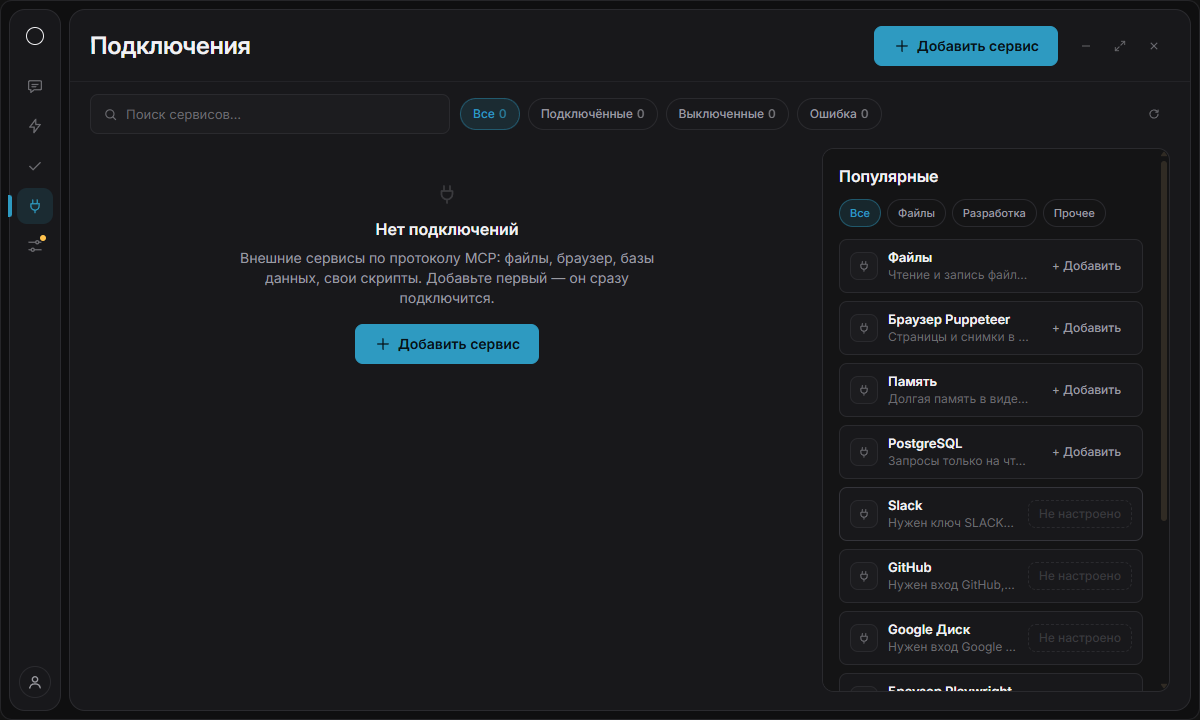 Подключения
+ Добавить сервис
Поиск сервисов...
Все 0
Подключённые 0
Выключенные 0
Ошибка 0
Нет подключений
Внешние сервисы по протоколу MCP: файлы, браузер, базы
данных, свои скрипты. Добавьте первый — он сразу
подключится.
+ Добавить сервис
Популярные
Все
Файлы
Разработка
Прочее
Файлы
Чтение и запись файл...
+ Добавить
Браузер Puppeteer
Страницы и снимки в ...
+ Добавить
Память
Долгая память в виде...
+ Добавить
PostgreSQL
Запросы только на чт...
+ Добавить
Slack
Нужен ключ SLACK...
Не настроено
GitHub
Нужен вход GitHub,...
Не настроено
Google Диск
Нужен вход Google ...
Не настроено
Браузер Playwright